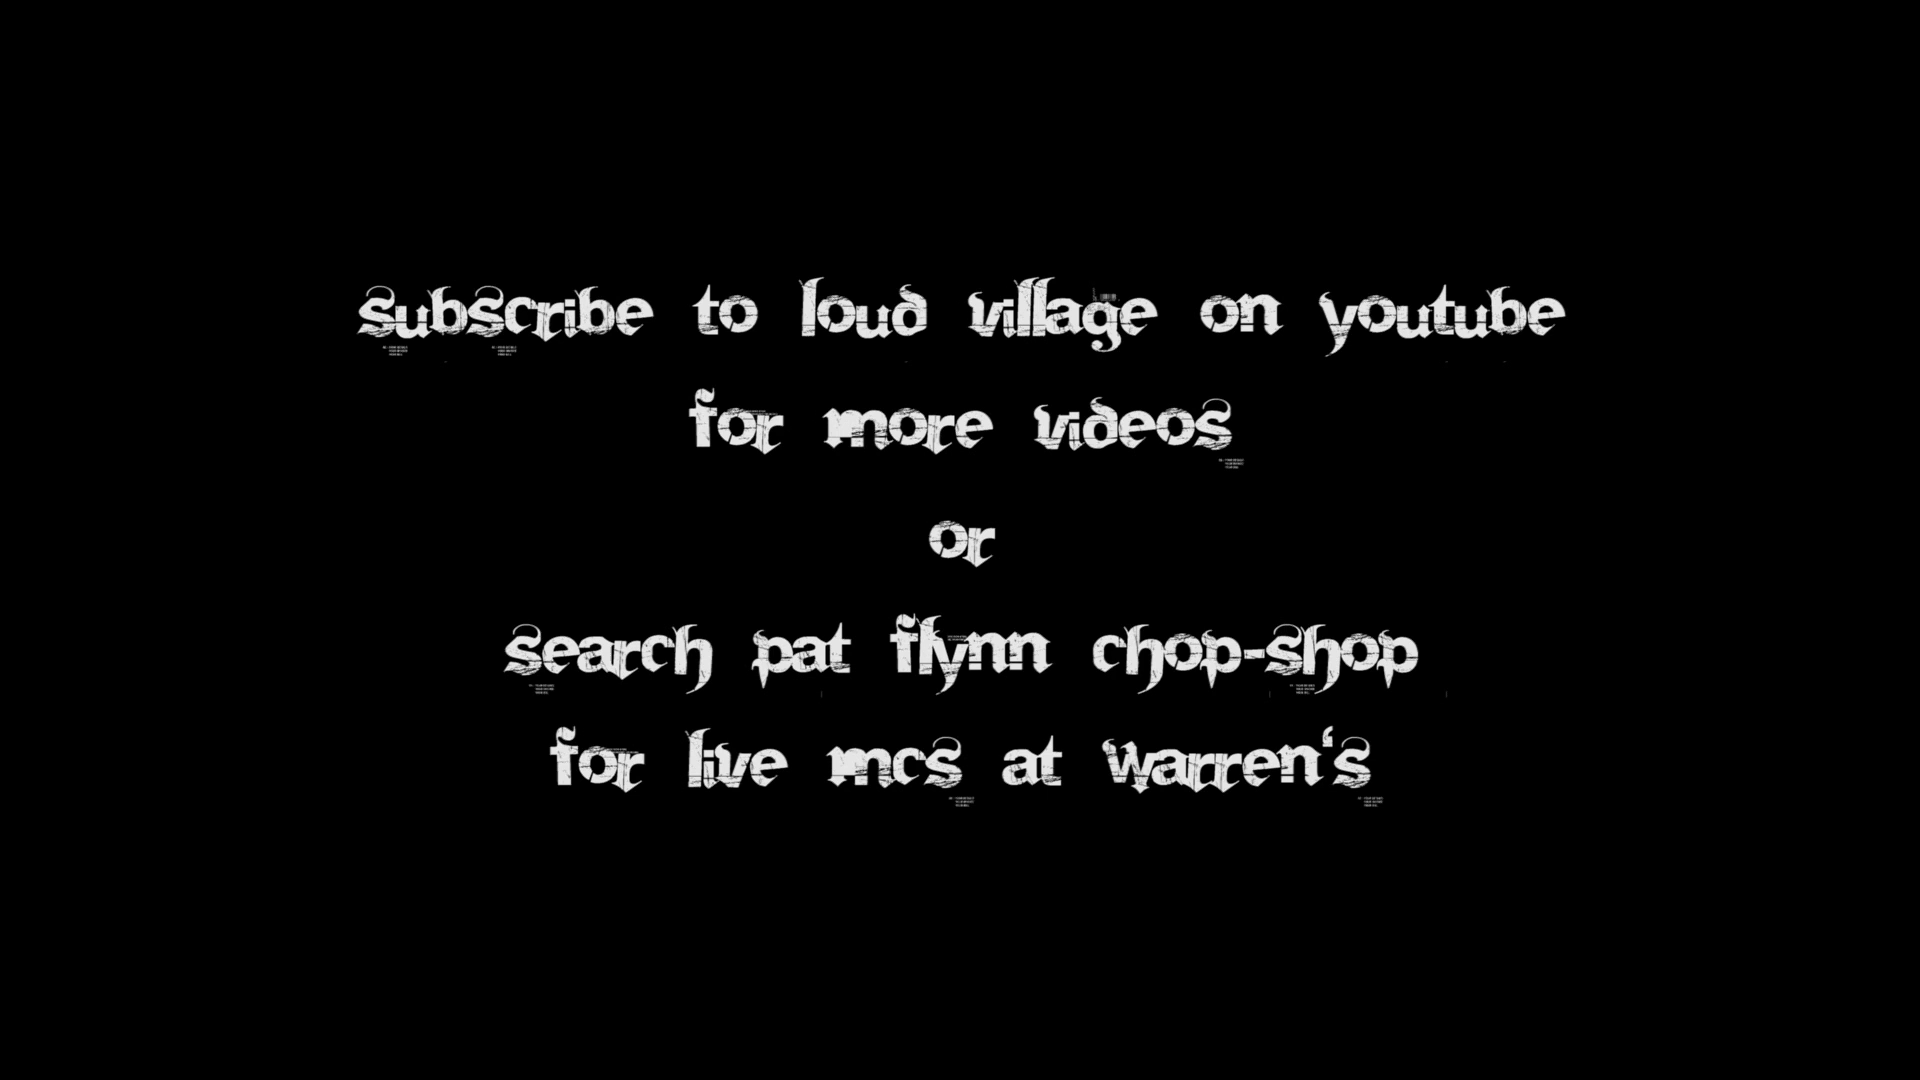 subscribe to loud village on youtube
for more videos
or
search pat flynn chop-shop
for live mcs at warren's